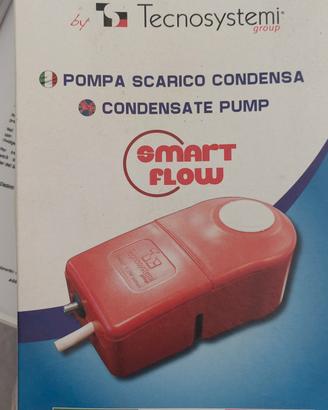 by Tecnosystemi
group
POMPA SCARICO CONDENSA
CONDENSATE PUMP
SMART
FLOW